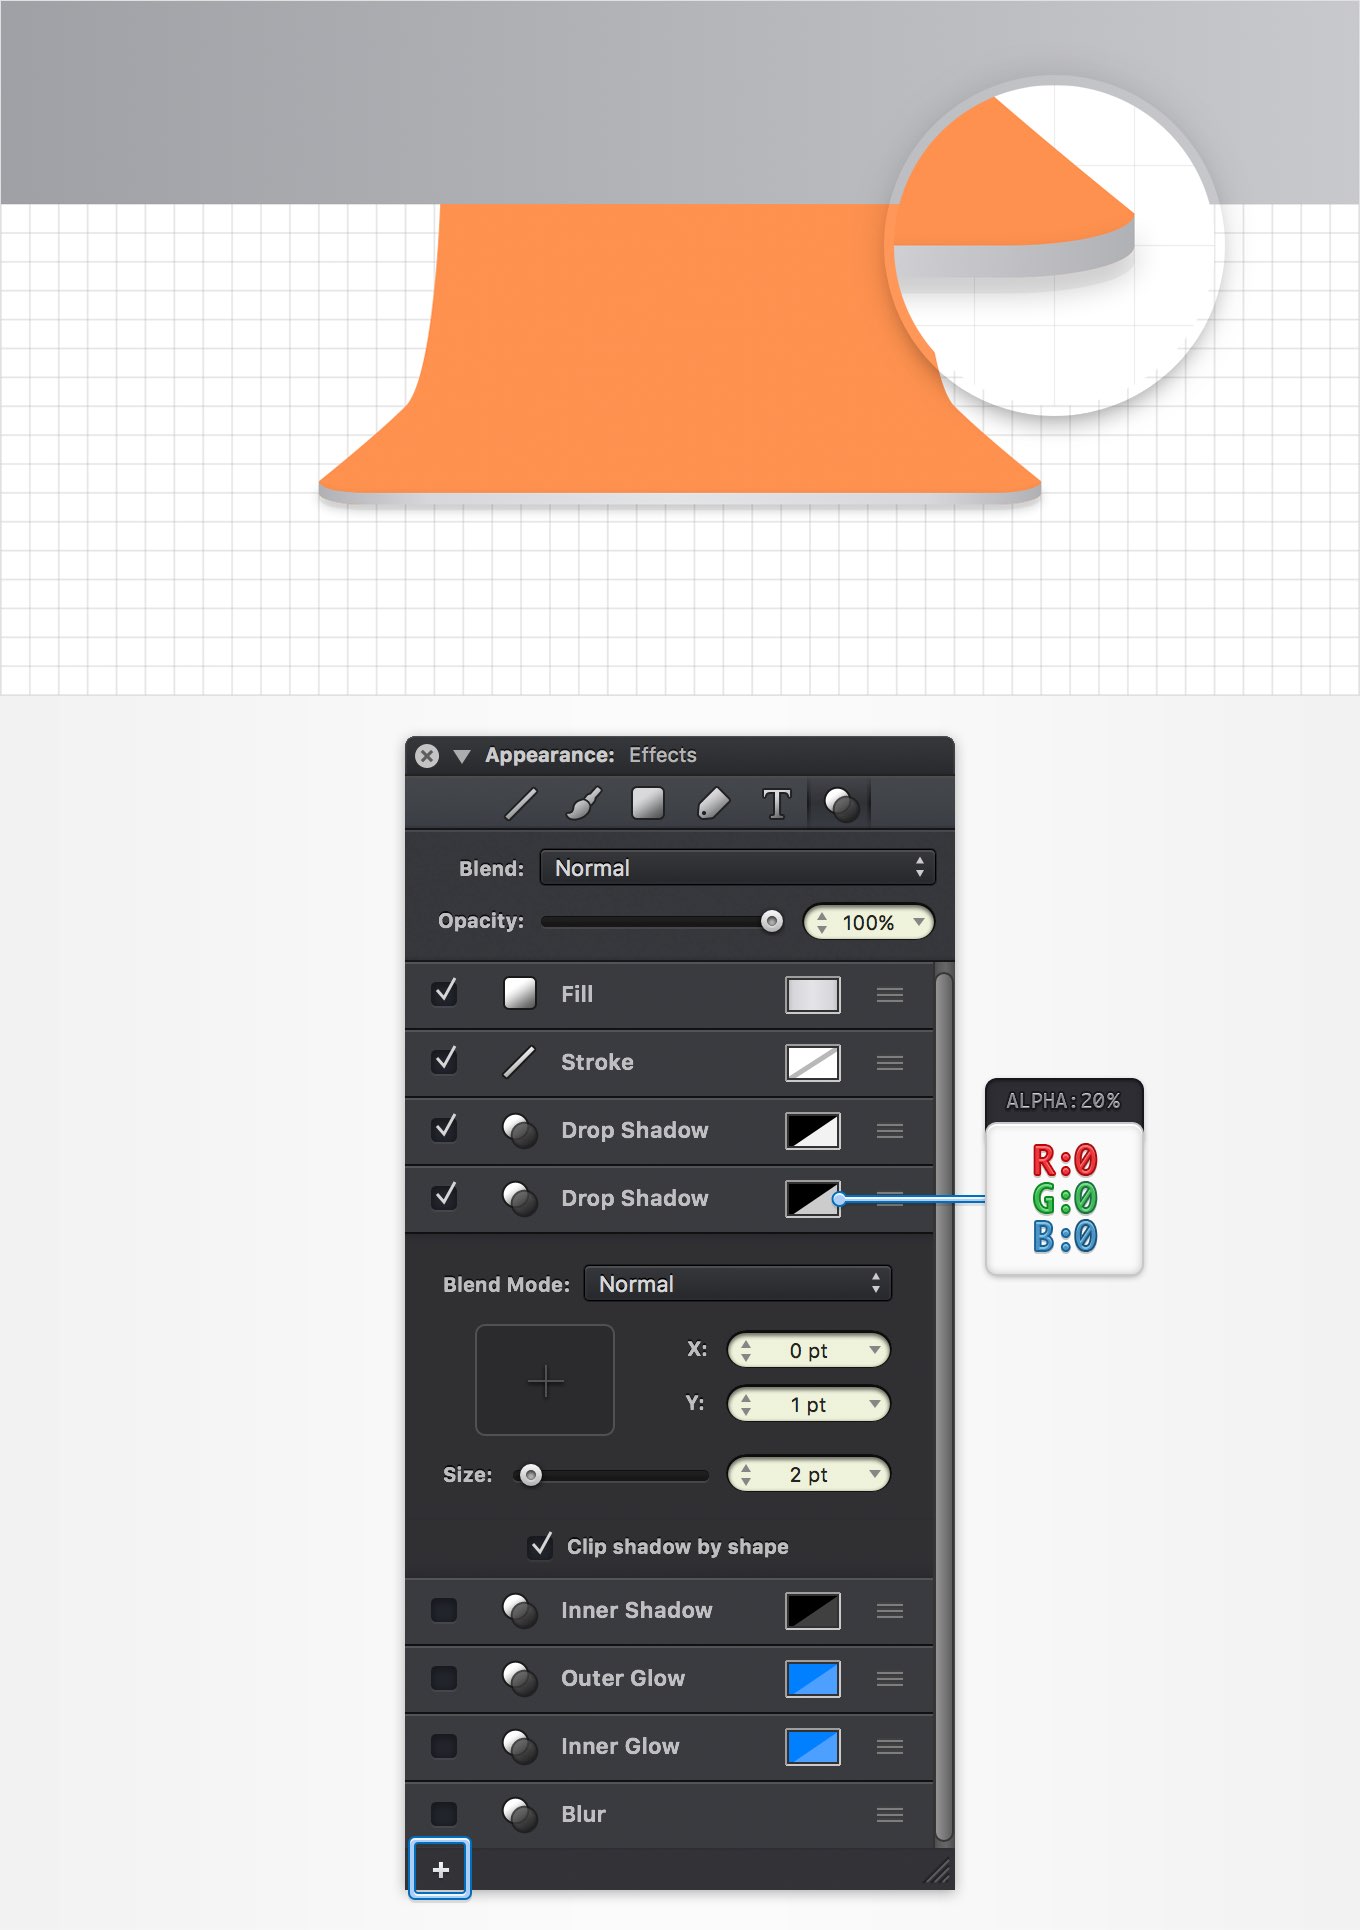 Appearance: Effects
T
Blend: Normal
Opacity: 100%
Fill
Stroke
Drop Shadow
Drop Shadow
ALPHA:20%
R:0
G:0
B:0
Blend Mode: Normal
X: 0 pt
Y: 1 pt
Size: 2 pt
Clip shadow by shape
Inner Shadow
Outer Glow
Inner Glow
Blur
+